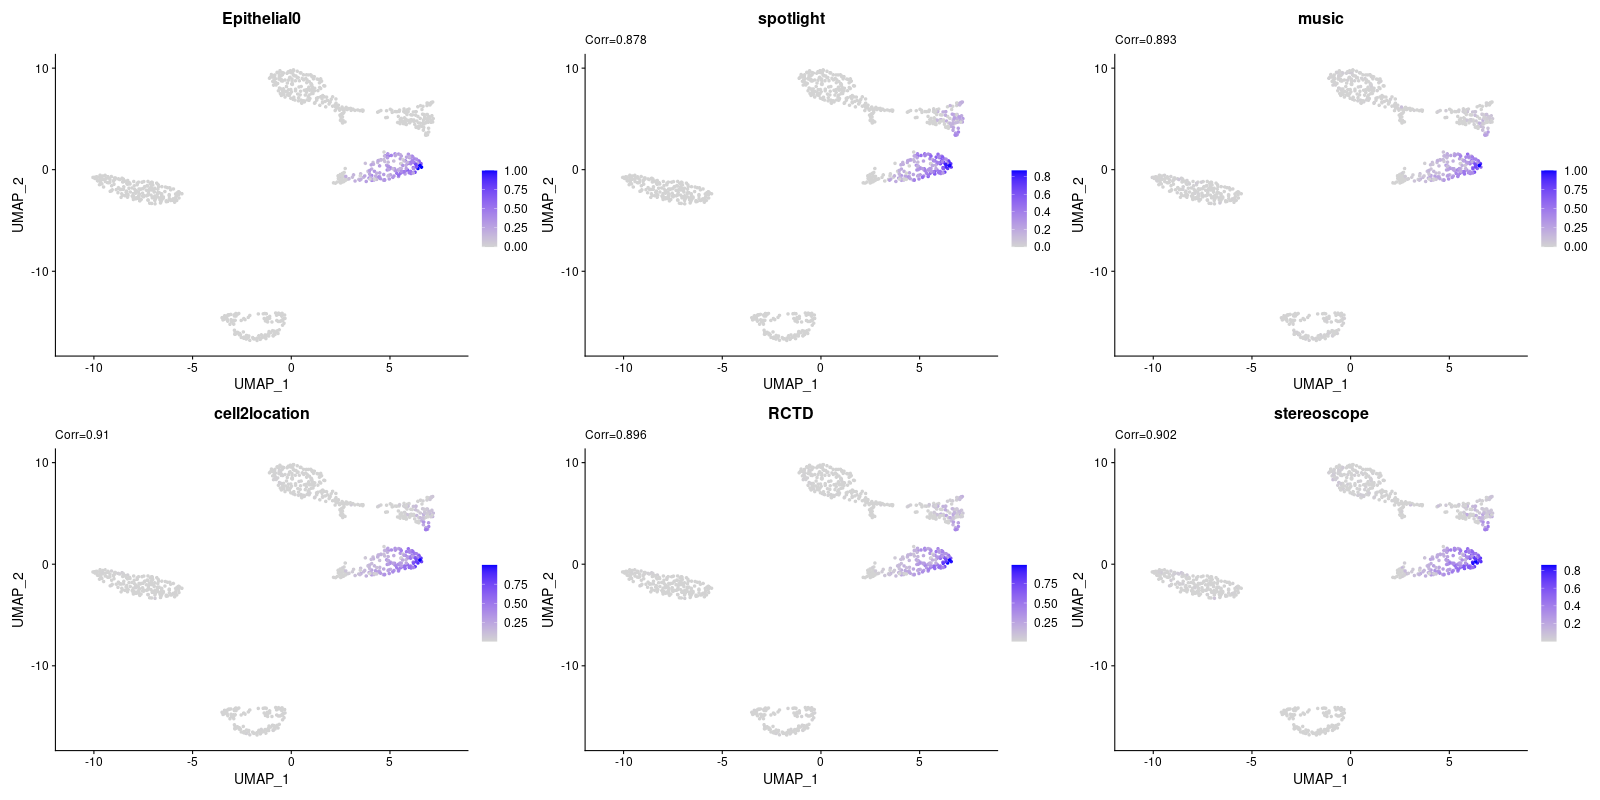 Epithelial0
10
0
-10
UMAP_2
-10
-5
0
5
UMAP_1
1.00
0.75
0.50
0.25
0.00
spotlight
Corr=0.878
10
0
-10
UMAP_2
-10
-5
0
5
UMAP_1
0.8
0.6
0.4
0.2
0.0
music
Corr=0.893
10
0
-10
UMAP_2
-10
-5
0
5
UMAP_1
1.00
0.75
0.50
0.25
0.00
cell2location
Corr=0.91
10
0
-10
UMAP_2
-10
-5
0
5
UMAP_1
0.75
0.50
0.25
RCTD
Corr=0.896
10
0
-10
UMAP_2
-10
-5
0
5
UMAP_1
0.75
0.50
0.25
stereoscope
Corr=0.902
10
0
-10
UMAP_2
-10
-5
0
5
UMAP_1
0.8
0.6
0.4
0.2